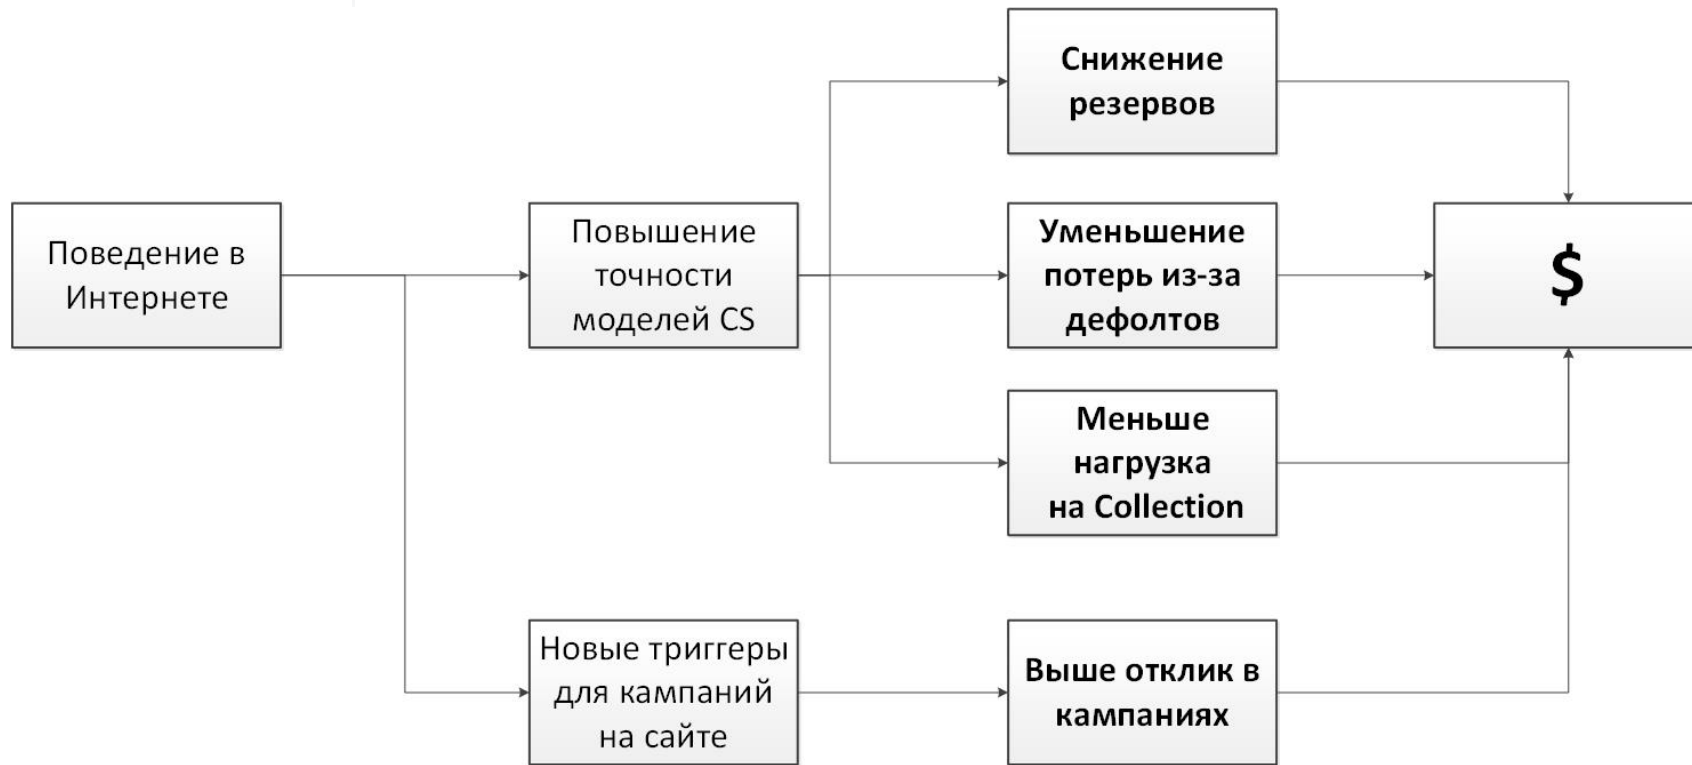 Снижение
резервов
Поведение в
Интернете
Повышение
точности
моделей CS
Уменьшение
потерь из-за
дефолтов
$
Меньше
нагрузка
на Collection
Новые триггеры
для кампаний
на сайте
Выше отклик в
кампаниях